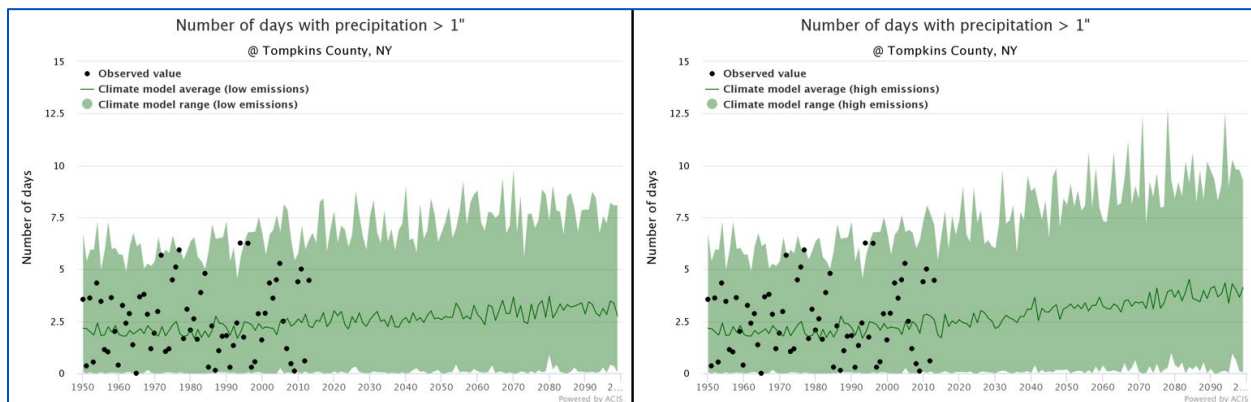 Number of days with precipitation > 1"
@ Tompkins County, NY
15
12.5
10
7.5
5
2.5
0
Number of days
Observed value
Climate model average (low emissions)
Climate model range (low emissions)
1950 1960 1970 1980 1990 2000 2010 2020 2030 2040 2050 2060 2070 2080 2090 2...
Powered by ACIS
Number of days with precipitation > 1"
@ Tompkins County, NY
15
12.5
10
7.5
5
2.5
0
Number of days
Observed value
Climate model average (high emissions)
Climate model range (high emissions)
1950 1960 1970 1980 1990 2000 2010 2020 2030 2040 2050 2060 2070 2080 2090 2...
Powered by ACIS